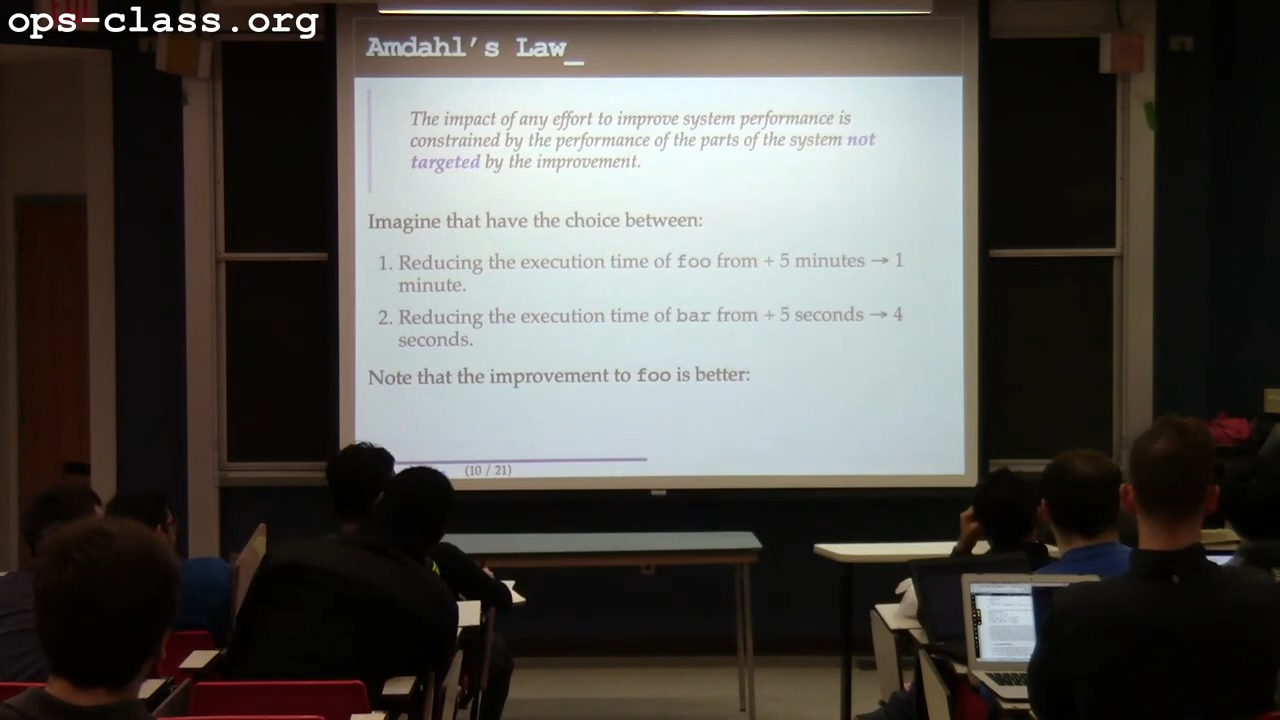 ops-class.org
Amdahl's Law_
The impact of any effort to improve system performance is
constrained by the performance of the parts of the system not
targeted by the improvement.
Imagine that have the choice between:
1. Reducing the execution time of foo from + 5 minutes → 1
minute.
2. Reducing the execution time of bar from + 5 seconds → 4
seconds.
Note that the improvement to foo is better:
(10 / 21)